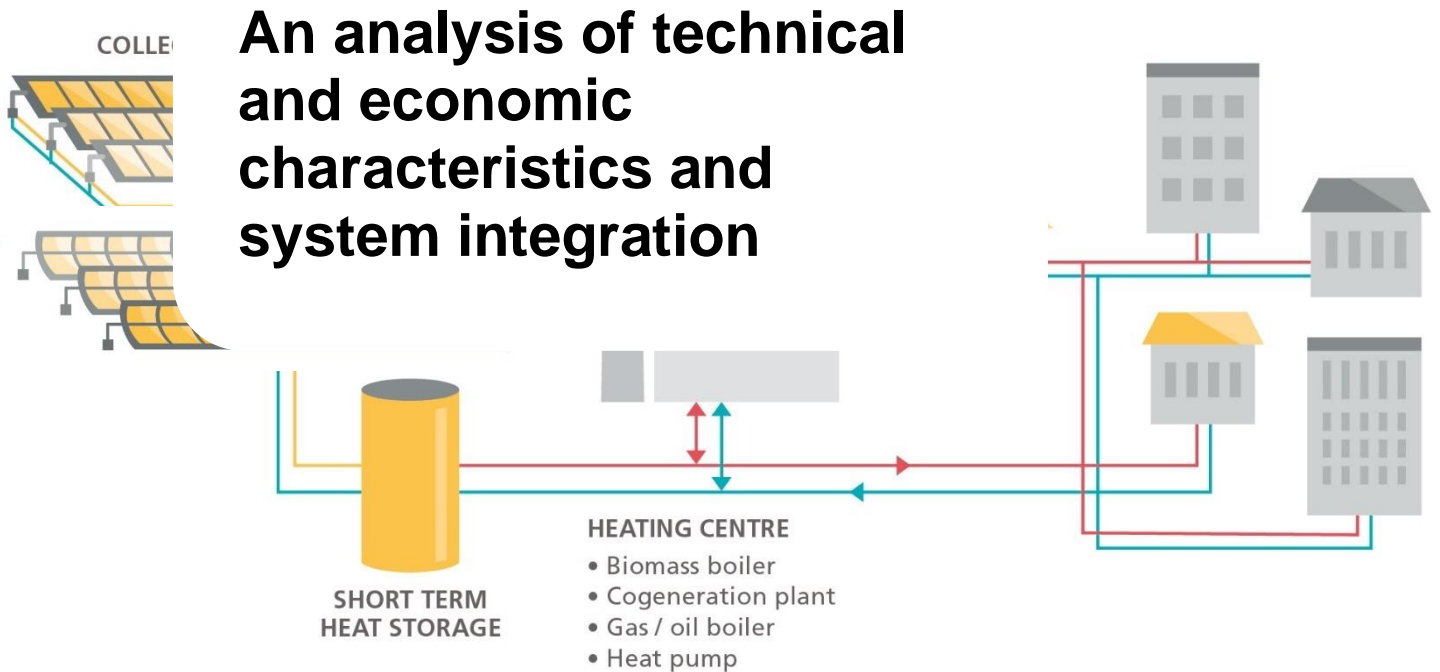 COLLE
An analysis of technical
and economic
characteristics and
system integration
HEATING CENTRE
• Biomass boiler
• Cogeneration plant
• Gas / oil boiler
• Heat pump
SHORT TERM
HEAT STORAGE